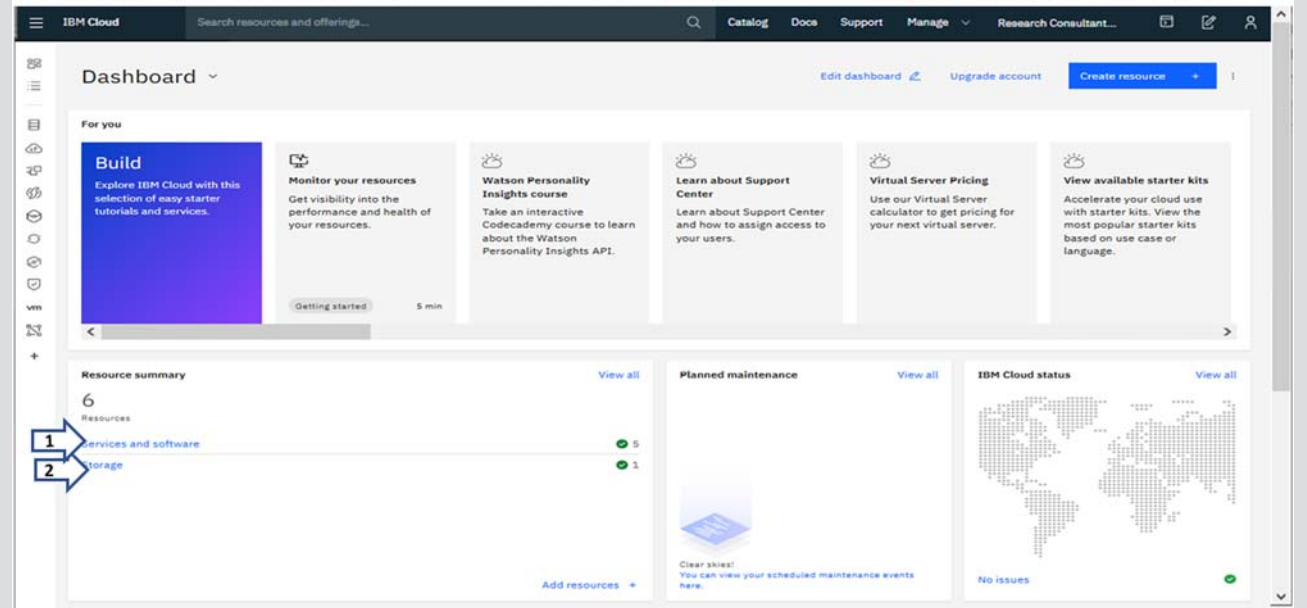 IBM Cloud
Search resources and offerings...
Catalog
Docs
Support
Manage
Research Consultant...
Dashboard
Edit dashboard
Upgrade account
Create resource +
For you
Build
Explore IBM Cloud with this
selection of easy starter
tutorials and services.
Monitor your resources
Get visibility into the
performance and health of
your resources.
Getting started
5 min
Watson Personality
Insights course
Take an interactive
Codecademy course to learn
about the Watson
Personality Insights API.
Learn about Support
Center
Learn about Support Center
and how to assign access to
your users.
Virtual Server Pricing
Use our Virtual Server
calculator to get pricing for
your next virtual server.
View available starter kits
Accelerate your cloud use
with starter kits. View the
most popular starter kits
based on use case or
language.
vm
Resource summary
View all
6
Resources
1
Services and software
5
2
Storage
1
Add resources +
Planned maintenance
View all
Clear skies!
You can view your scheduled maintenance events
here.
IBM Cloud status
View all
No issues